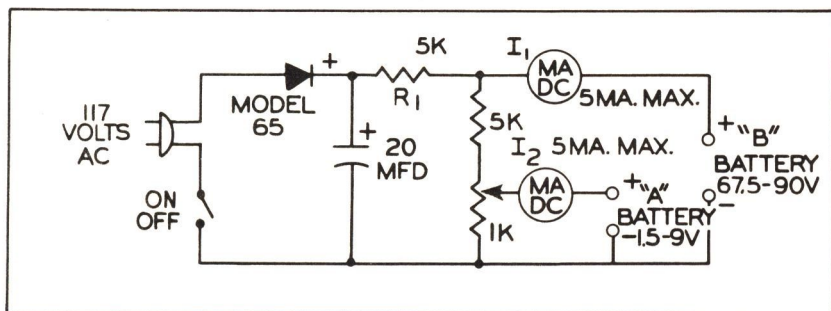 117
VOLTS
AC
ON
OFF
MODEL
65
+
+
20
MFD
5K
R1
5K
1K
I1
MA
DC
5MA. MAX.
I2
5MA. MAX.
MA
DC
+"A"
BATTERY
-1.5-9V
+"B"
BATTERY
67.5-90V
-